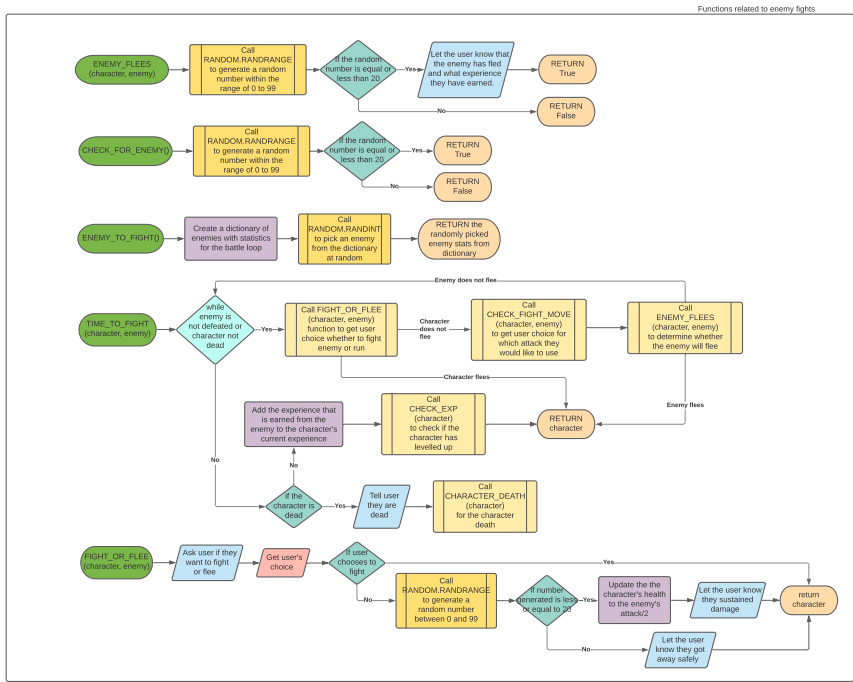 Functions related to enemy fights
ENEMY_FLEES
(character, enemy)
Call
RANDOM.RANDRANGE
to generate a random
number within the
range of 0 to 99
If the random
number is equal or
less than 20
Yes
Let the user know that
the enemy has fled
and what experience
they have earned.
RETURN
True
No
RETURN
False
CHECK_FOR_ENEMY()
Call
RANDOM.RANDRANGE
to generate a random
number within the
range of 0 to 99
If the random
number is equal or
less than 20
Yes
RETURN
True
No
RETURN
False
ENEMY_TO_FIGHT()
Create a dictionary of
enemies with statistics
for the battle loop
Call
RANDOM.RANDINT
to pick an enemy
from the dictionary
at random
RETURN the
randomly picked
enemy stats from
dictionary
Enemy does not flee
TIME_TO_FIGHT
(character, enemy)
while
enemy is
not defeated or
character not
dead
Yes
Call FIGHT_OR_FLEE
(character, enemy)
function to get user
choice whether to fight
enemy or run
Character
does not
flee
Call
CHECK_FIGHT_MOVE
(character, enemy)
to get user choice for
which attack they
would like to use
Call
ENEMY_FLEES
(character, enemy)
to determine whether
the enemy will flee
Character flees
Enemy flees
Add the experience that
is earned from the
enemy to the character's
current experience
Call
CHECK_EXP
(character)
to check if the
character has
levelled up
RETURN
character
No
No
if the
character is
dead
Yes
Tell user
they are
dead
Call
CHARACTER_DEATH
(character)
for the character
death
FIGHT_OR_FLEE
(character, enemy)
Ask user if they
want to fight
or flee
Get user's
choice
If user
chooses to
fight
Yes
No
Call
RANDOM.RANDRANGE
to generate a
random number
between 0 and 99
If number
generated is less
or equal to 20
Yes
Update the the
character's health
to the enemy's
attack/2
Let the user know
they sustained
damage
return
character
No
Let the user
know they got
away safely